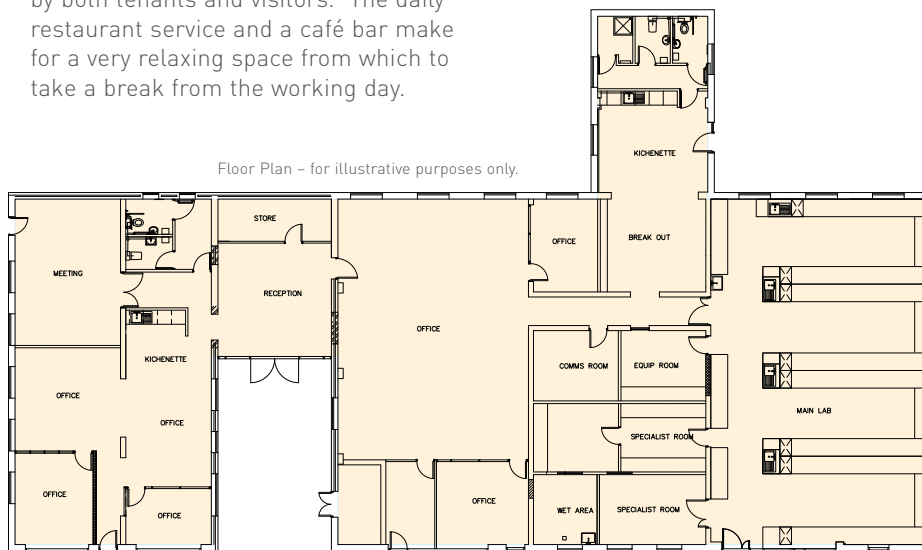 by both tenants and visitors. The daily
restaurant service and a café bar make
for a very relaxing space from which to
take a break from the working day.
Floor Plan – for illustrative purposes only.
KICHENETTE
STORE
BREAK OUT
OFFICE
MEETING
RECEPTION
OFFICE
KICHENETTE
COMMS ROOM
EQUIP ROOM
OFFICE
MAIN LAB
OFFICE
SPECIALIST ROOM
OFFICE
OFFICE
OFFICE
WET AREA
SPECIALIST ROOM